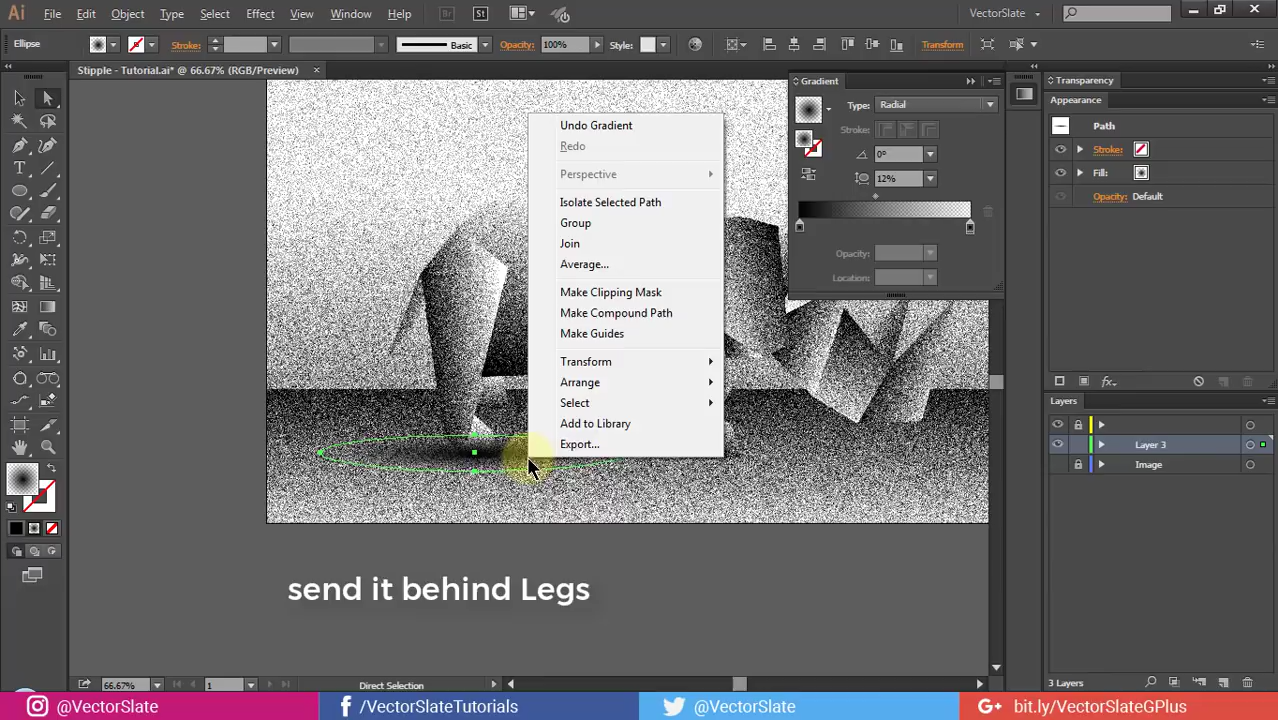 Ai
File Edit Object Type Select Effect View Window Help Br St VectorSlate
Ellipse Stroke: Basic Opacity: 100% Style: Transform
Stipple - Tutorial.ai* @ 66.67% (RGB/Preview)
Gradient
Type: Radial
Stroke:
0°
12%
Opacity:
Location:
Undo Gradient
Redo
Perspective
Isolate Selected Path
Group
Join
Average...
Make Clipping Mask
Make Compound Path
Make Guides
Transform
Arrange
Select
Add to Library
Export...
Transparency
Appearance
Path
Stroke:
Fill:
Opacity: Default
fx
Layers
Layer 3
Image
3 Layers
send it behind Legs
66.67% 1 Direct Selection
@VectorSlate /VectorSlateTutorials @VectorSlate bit.ly/VectorSlateGPlus